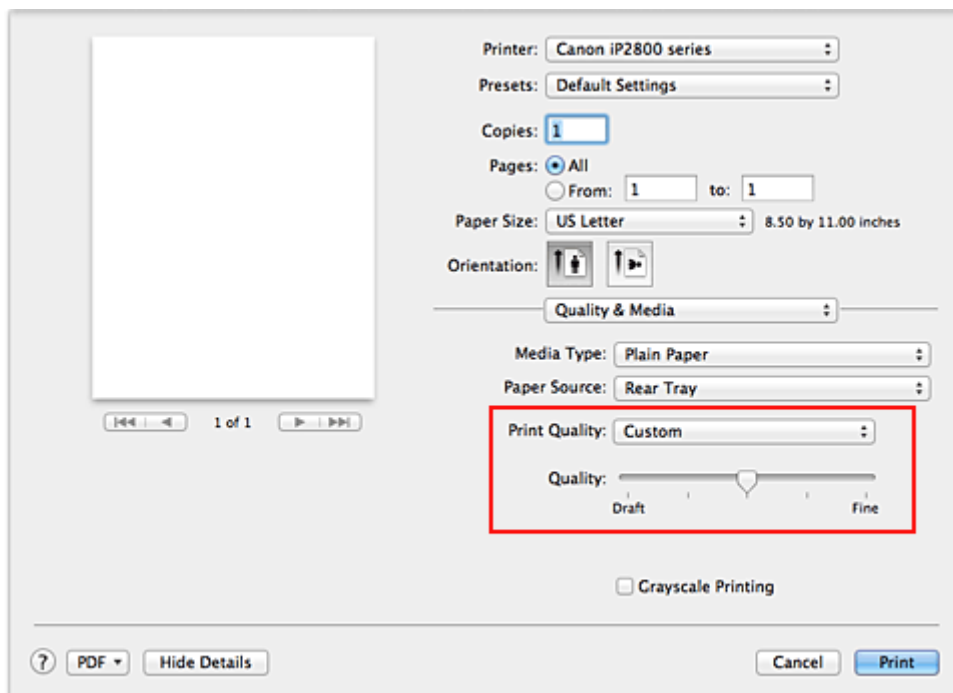 Printer: Canon iP2800 series
Presets: Default Settings
Copies: 1
Pages: All
From: 1 to: 1
Paper Size: US Letter 8.50 by 11.00 inches
Orientation:
Quality & Media
Media Type: Plain Paper
Paper Source: Rear Tray
1 of 1
Print Quality: Custom
Quality:
Draft Fine
Grayscale Printing
? PDF Hide Details Cancel Print